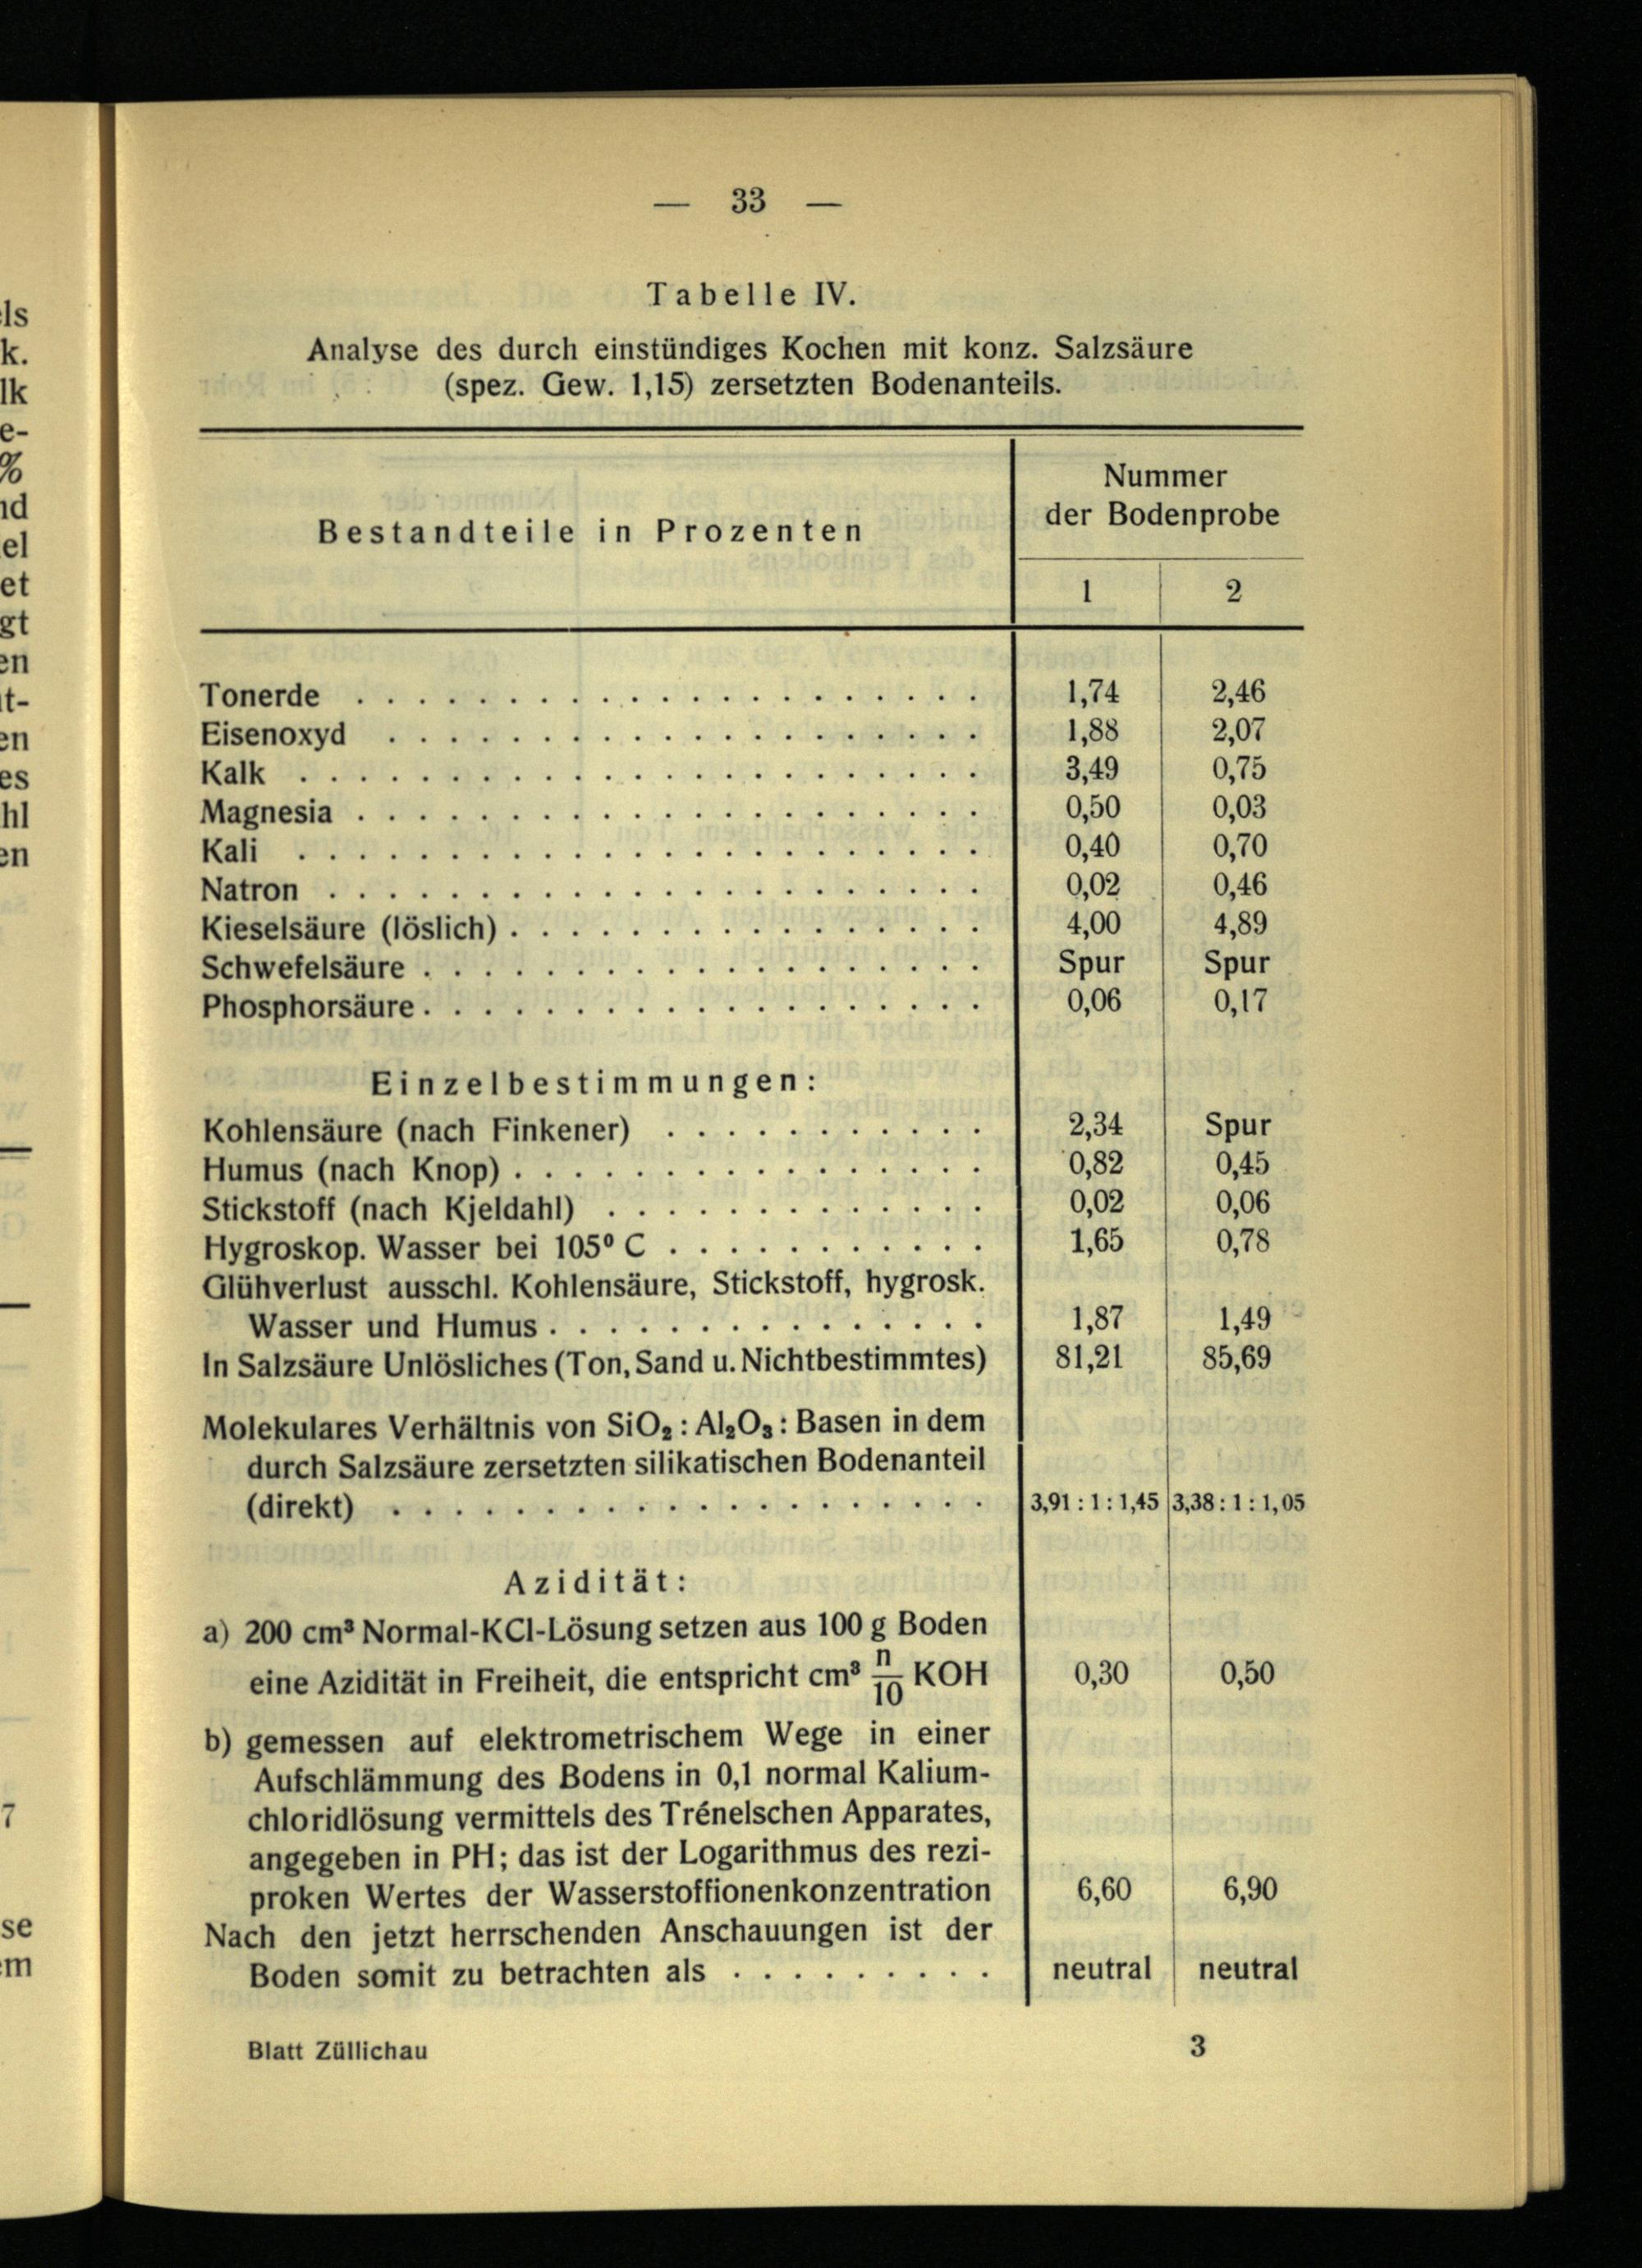 — 33 —
Tabelle IV.
Analyse des durch einstündiges Kochen mit konz. Salzsäure
(spez. Gew. 1,15) zersetzten Bodenanteils.
Bestandteile in Prozenten
Nummer
der Bodenprobe
1 2
Tonerde . . . . . . . . . . . . . . . . . . . . . 1,74 2,46
Eisenoxyd . . . . . . . . . . . . . . . . . . . . 1,88 2,07
Kalk . . . . . . . . . . . . . . . . . . . . . . . 3,49 0,75
Magnesia . . . . . . . . . . . . . . . . . . . . . 0,50 0,03
Kali . . . . . . . . . . . . . . . . . . . . . . . 0,40 0,70
Natron . . . . . . . . . . . . . . . . . . . . . . 0,02 0,46
Kieselsäure (löslich) . . . . . . . . . . . . . . . . 4,00 4,89
Schwefelsäure . . . . . . . . . . . . . . . . . . . Spur Spur
Phosphorsäure . . . . . . . . . . . . . . . . . . . 0,06 0,17
Einzelbestimmungen:
Kohlensäure (nach Finkener) . . . . . . . . . . . 2,34 Spur
Humus (nach Knop) . . . . . . . . . . . . . . . . 0,82 0,45
Stickstoff (nach Kjeldahl) . . . . . . . . . . . . . 0,02 0,06
Hygroskop. Wasser bei 105⁰ C . . . . . . . . . . . 1,65 0,78
Glühverlust ausschl. Kohlensäure, Stickstoff, hygrosk.
Wasser und Humus . . . . . . . . . . . . . . . 1,87 1,49
In Salzsäure Unlösliches (Ton, Sand u. Nichtbestimmtes) 81,21 85,69
Molekulares Verhältnis von SiO₂ : Al₂O₃ : Basen in dem
durch Salzsäure zersetzten silikatischen Bodenanteil
(direkt) . . . . . . . . . . . . . . . . . . . . 3,91 : 1 : 1,45 3,38 : 1 : 1,05
Azidität:
a) 200 cm³ Normal-KCl-Lösung setzen aus 100 g Boden
eine Azidität in Freiheit, die entspricht cm³ n/10 KOH 0,30 0,50
b) gemessen auf elektrometrischem Wege in einer
Aufschlämmung des Bodens in 0,1 normal Kalium-
chloridlösung vermittels des Trénelschen Apparates,
angegeben in PH; das ist der Logarithmus des rezi-
proken Wertes der Wasserstoffionenkonzentration 6,60 6,90
Nach den jetzt herrschenden Anschauungen ist der
Boden somit zu betrachten als . . . . . . . . . neutral neutral
Blatt Züllichau 3